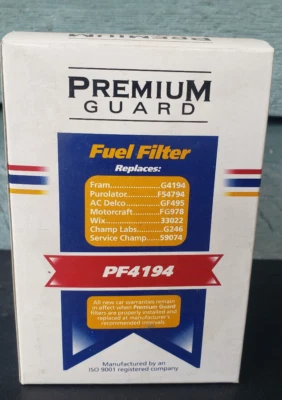 PREMIUM
GUARD
Fuel Filter
Replaces:
Fram....................G4194
Purolator.............F54794
AC Delco..............GF495
Motorcraft...........FG978
Wix.......................33022
Champ Labs........G246
Service Champ...59074
PF4194
All new car warranties remain
in effect when Premium Guard
filters are properly installed and
replaced at manufacturer's
recommended intervals.
Manufactured by an
ISO 9001 registered company